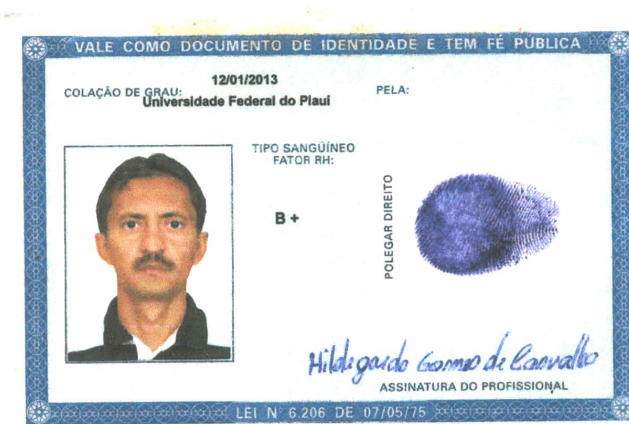 VALE COMO DOCUMENTO DE IDENTIDADE E TEM FÉ PÚBLICA
12/01/2013
COLAÇÃO DE GRAU: PELA:
Universidade Federal do Piauí
TIPO SANGÜÍNEO
FATOR RH:
B +
POLEGAR DIREITO
Hildegardo Gomes de Carvalho
ASSINATURA DO PROFISSIONAL
LEI Nº 6.206 DE 07/05/75